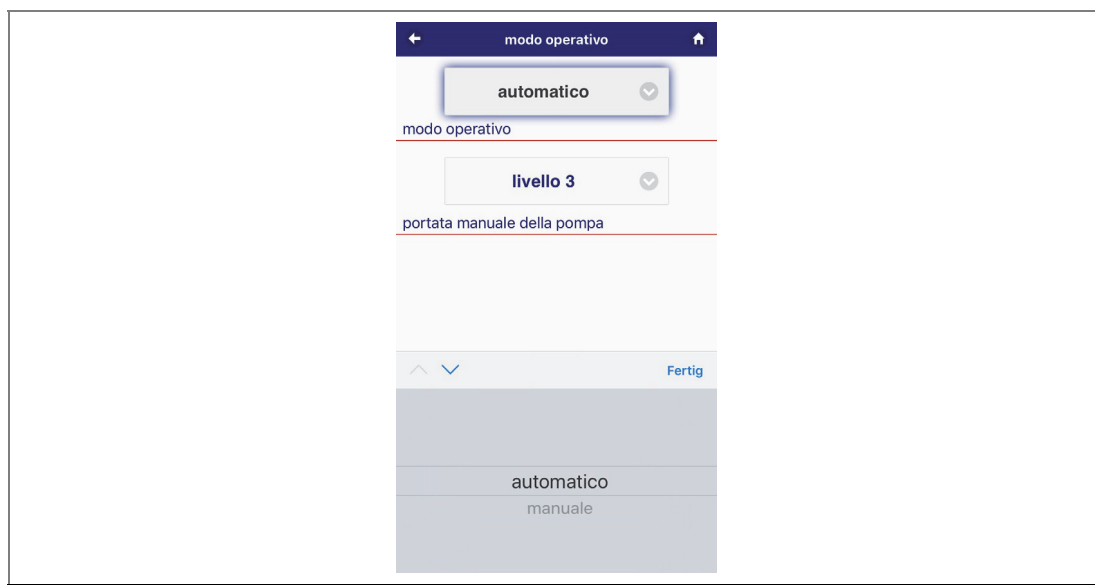 modo operativo
automatico
modo operativo
livello 3
portata manuale della pompa
Fertig
automatico
manuale